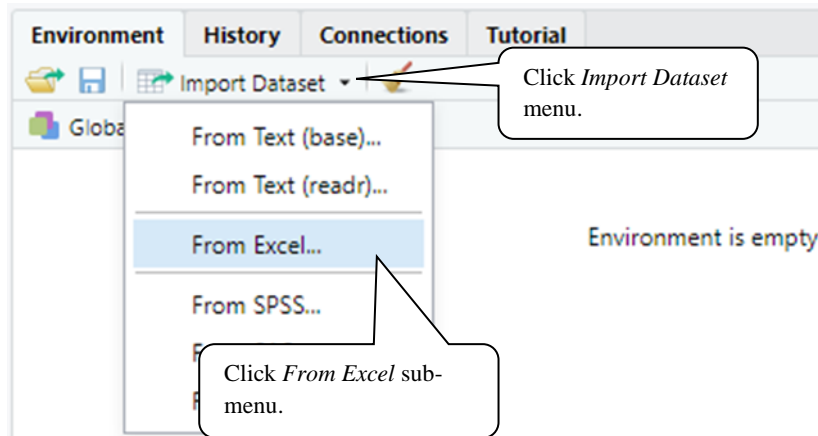 Environment History Connections Tutorial
Import Dataset
Click Import Dataset
menu.
From Text (base)...
From Text (readr)...
From Excel...
Environment is empty
From SPSS...
Click From Excel sub-
menu.